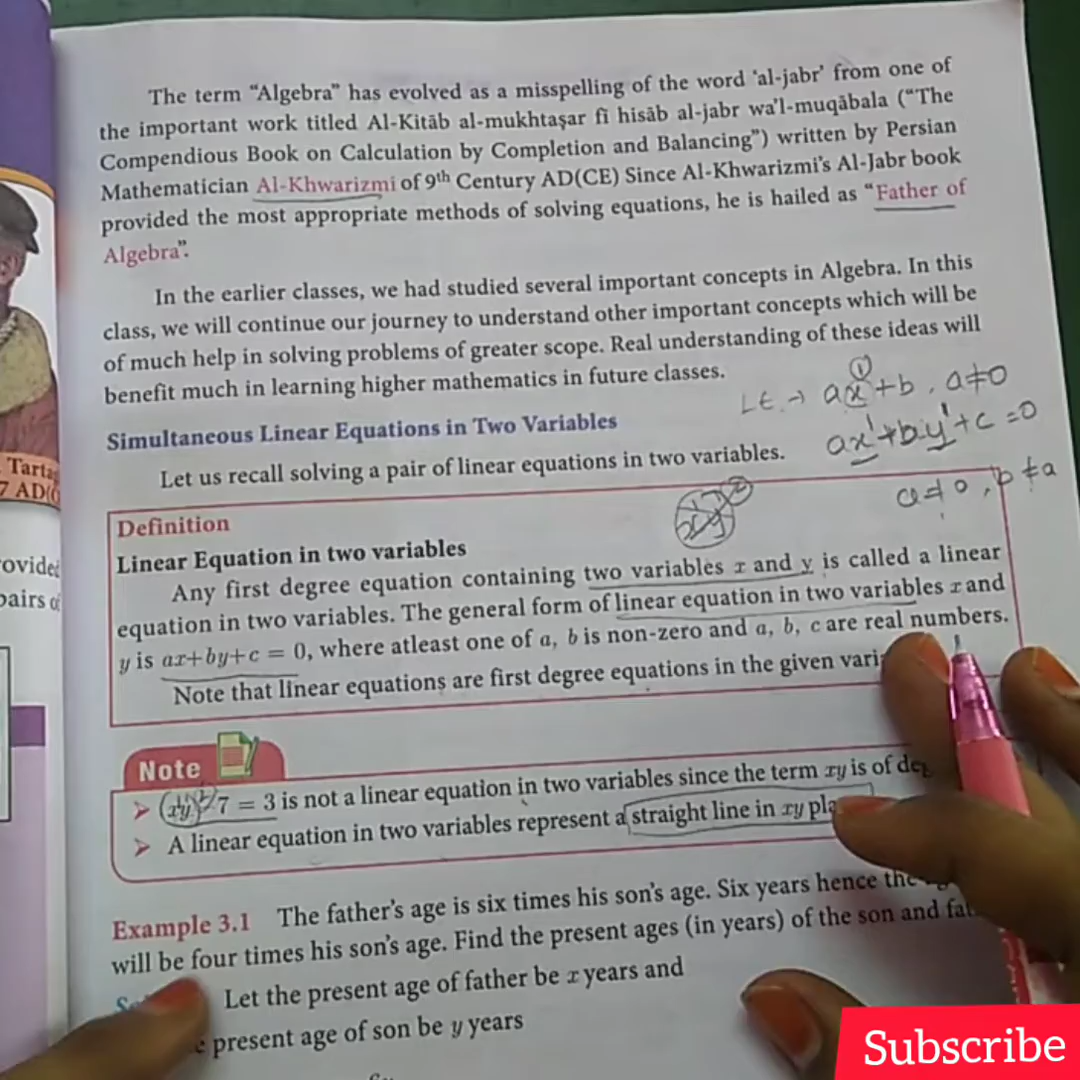 The term “Algebra” has evolved as a misspelling of the word ‘al-jabr’ from one of
the important work titled Al-Kitāb al-mukhtaṣar fī hisāb al-jabr wa’l-muqābala (“The
Compendious Book on Calculation by Completion and Balancing”) written by Persian
Mathematician Al-Khwarizmi of 9th Century AD(CE) Since Al-Khwarizmi’s Al-Jabr book
provided the most appropriate methods of solving equations, he is hailed as “Father of
Algebra”.
In the earlier classes, we had studied several important concepts in Algebra. In this
class, we will continue our journey to understand other important concepts which will be
of much help in solving problems of greater scope. Real understanding of these ideas will
benefit much in learning higher mathematics in future classes.
LE → ax①+b, a≠0
Simultaneous Linear Equations in Two Variables
ax¹+by¹+c=0
Let us recall solving a pair of linear equations in two variables.
a≠0, b≠a
Definition
Linear Equation in two variables
Any first degree equation containing two variables x and y is called a linear
equation in two variables. The general form of linear equation in two variables x and
y is ax+by+c = 0, where atleast one of a, b is non-zero and a, b, c are real numbers.
Note that linear equations are first degree equations in the given
Note
xy - 7 = 3 is not a linear equation in two variables since the term xy is of
A linear equation in two variables represent a straight line in xy
Example 3.1 The father’s age is six times his son’s age. Six years hence the
will be four times his son’s age. Find the present ages (in years) of the son and
Let the present age of father be x years and
present age of son be y years
Subscribe